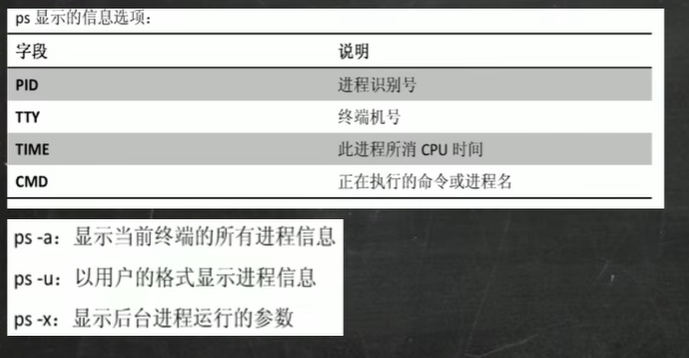 ps 显示的信息选项：
字段 说明
PID 进程识别号
TTY 终端机号
TIME 此进程所消 CPU 时间
CMD 正在执行的命令或进程名
ps -a：显示当前终端的所有进程信息
ps -u：以用户的格式显示进程信息
ps -x：显示后台进程运行的参数